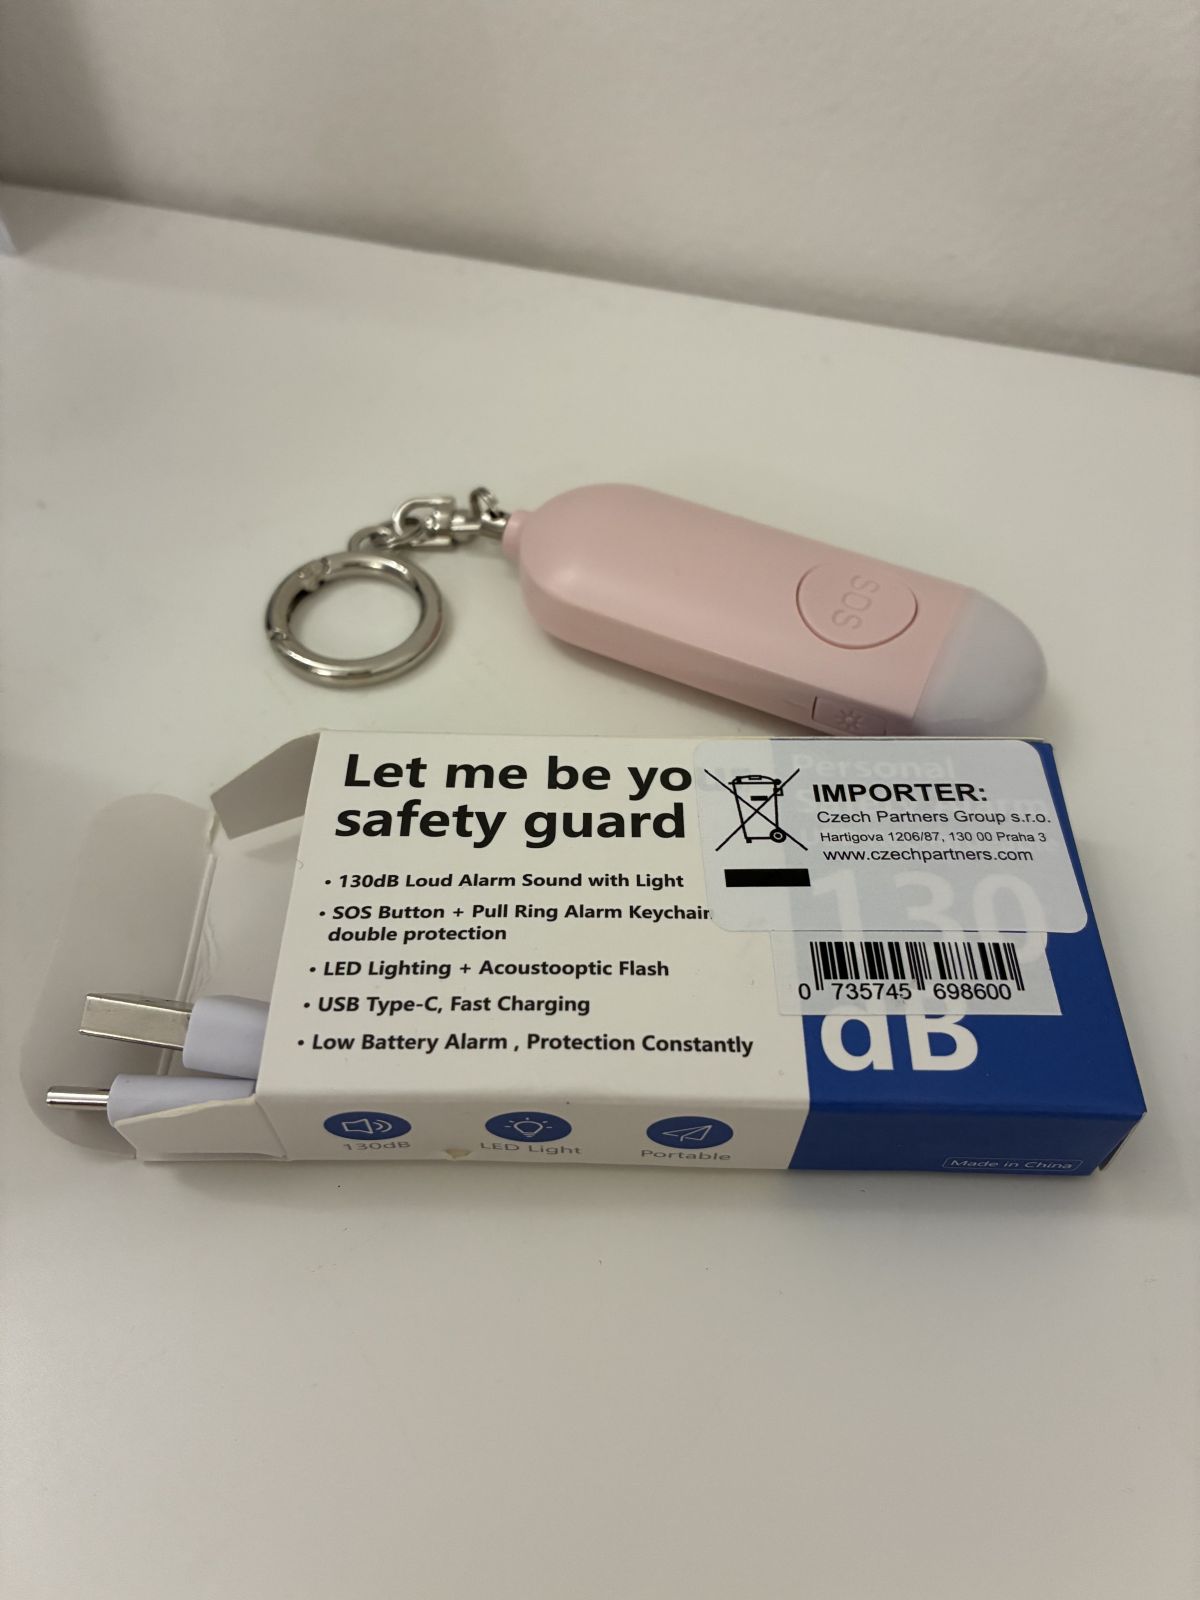 SOS
Let me be yo
safety guard
• 130dB Loud Alarm Sound with Light
• SOS Button + Pull Ring Alarm Keychain
double protection
• LED Lighting + Acoustooptic Flash
• USB Type-C, Fast Charging
• Low Battery Alarm , Protection Constantly
Personal
130
dB
IMPORTER:
Czech Partners Group s.r.o.
Hartigova 1206/87, 130 00 Praha 3
www.czechpartners.com
0 735745 698600
130dB
LED Light
Portable
Made in China